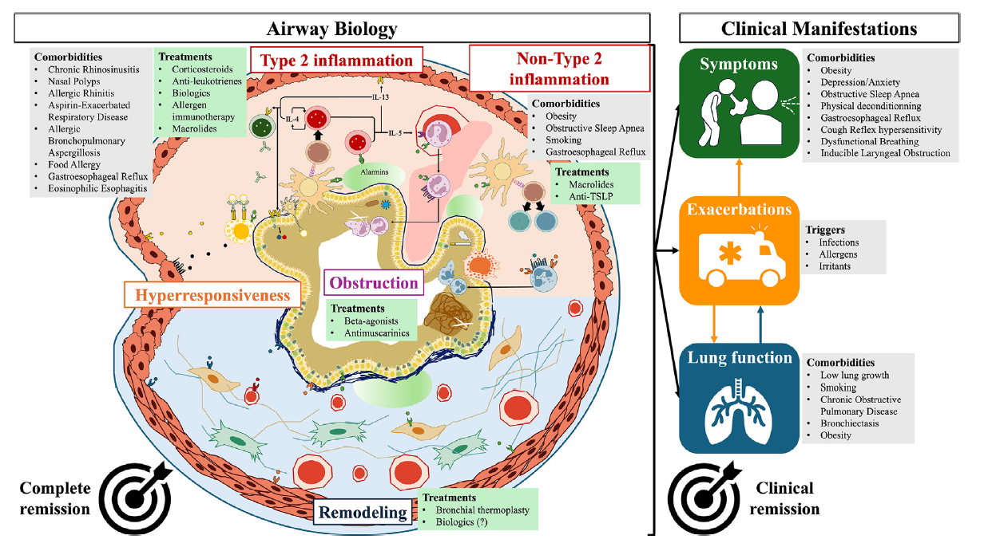 Airway Biology
Comorbidities
• Chronic Rhinosinusitis
• Nasal Polyps
• Allergic Rhinitis
• Aspirin-Exacerbated
Respiratory Disease
• Allergic
Bronchopulmonary
Aspergillosis
• Food Allergy
• Gastroesophageal Reflux
• Eosinophilic Esophagitis
Treatments
• Corticosteroids
• Anti-leukotrienes
• Biologics
• Allergen
immunotherapy
• Macrolides
Type 2 inflammation
Non-Type 2
inflammation
Comorbidities
• Obesity
• Obstructive Sleep Apnea
• Smoking
• Gastroesophageal Reflux
Treatments
• Macrolides
• Anti-TSLP
IL-13
IL-4
IL-5
Alarmins
Hyperresponsiveness
Obstruction
Treatments
• Beta-agonists
• Antimuscarinics
Remodeling
Treatments
• Bronchial thermoplasty
• Biologics (?)
Complete
remission
Clinical Manifestations
Symptoms
Comorbidities
• Obesity
• Depression/Anxiety
• Obstructive Sleep Apnea
• Physical deconditionning
• Gastroesophageal Reflux
• Cough Reflex hypersensitivity
• Dysfunctional Breathing
• Inducible Laryngeal Obstruction
Exacerbations
Triggers
• Infections
• Allergens
• Irritants
Lung function
Comorbidities
• Low lung growth
• Smoking
• Chronic Obstructive
Pulmonary Disease
• Bronchiectasis
• Obesity
Clinical
remission